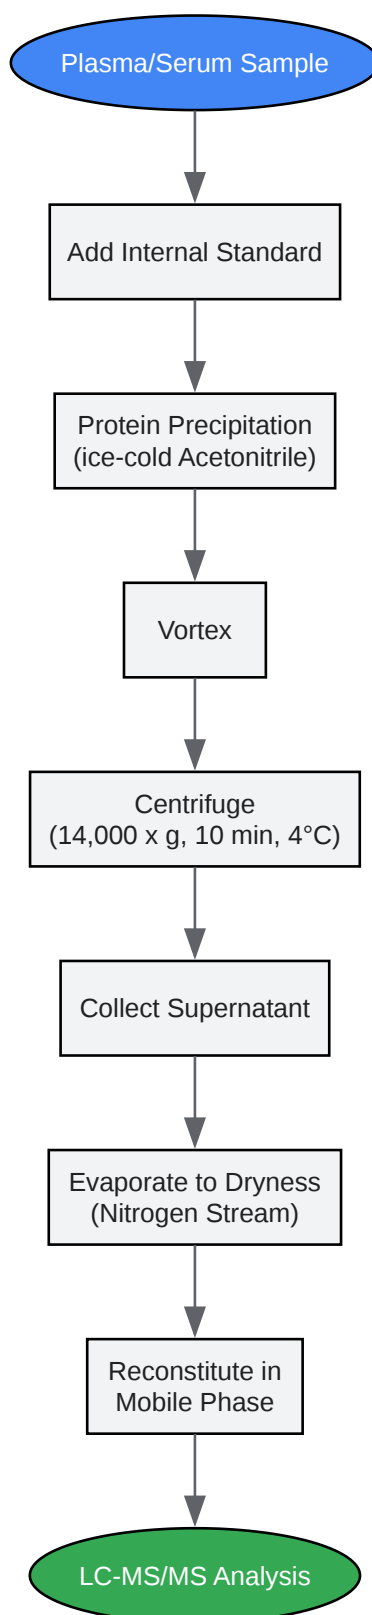 Plasma/Serum Sample
Add Internal Standard
Protein Precipitation
(ice-cold Acetonitrile)
Vortex
Centrifuge
(14,000 x g, 10 min, 4°C)
Collect Supernatant
Evaporate to Dryness
(Nitrogen Stream)
Reconstitute in
Mobile Phase
LC-MS/MS Analysis